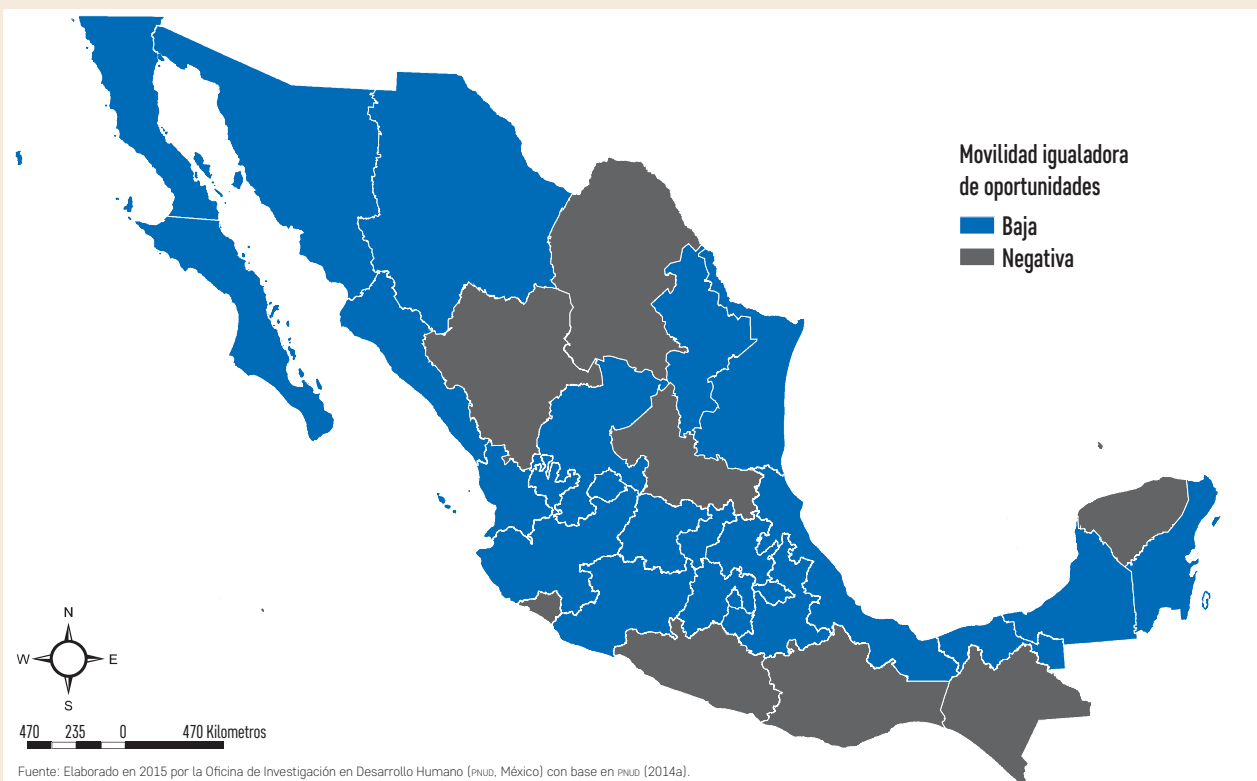 Movilidad igualadora
de oportunidades
Baja
Negativa
N
W E
S
470 235 0 470 Kilometros
Fuente: Elaborado en 2015 por la Oficina de Investigación en Desarrollo Humano (PNUD, México) con base en PNUD (2014a).